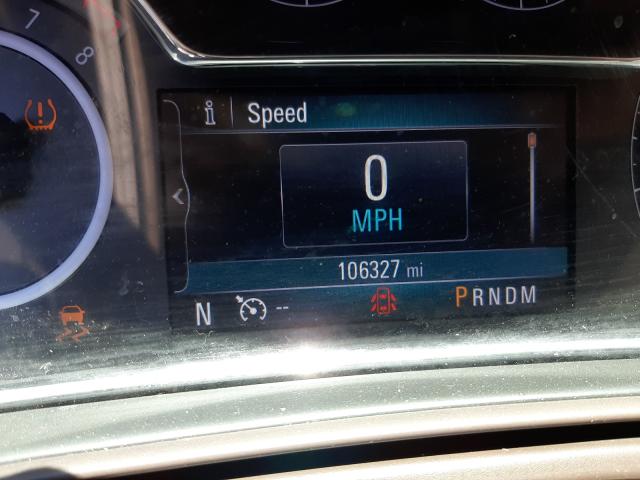 7
8
Speed
0
MPH
106327 mi
N -- PRNDM